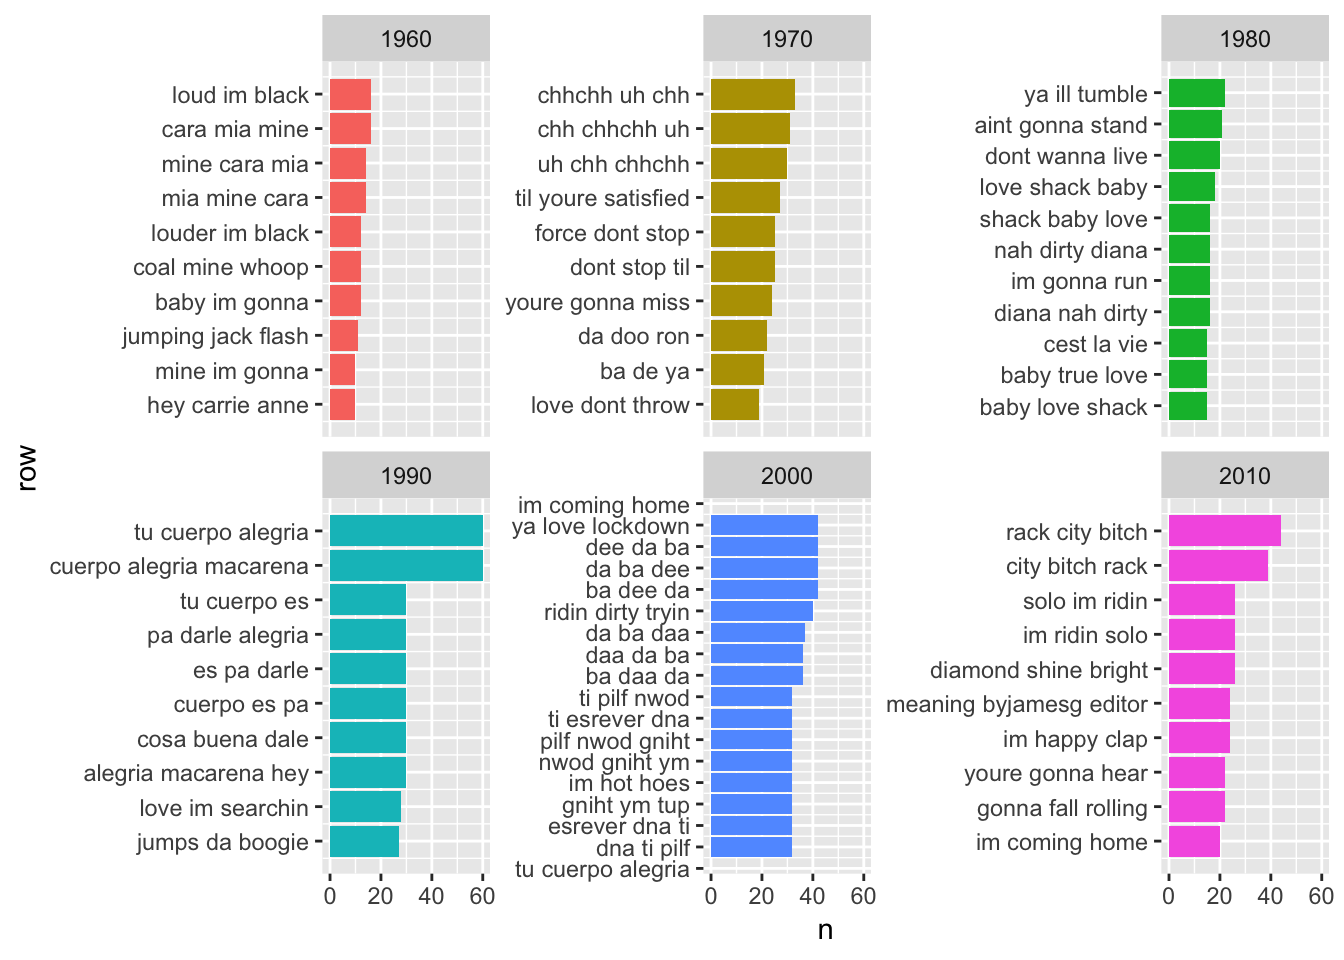 1960
loud im black
cara mia mine
mine cara mia
mia mine cara
louder im black
coal mine whoop
baby im gonna
jumping jack flash
mine im gonna
hey carrie anne
1970
chhchh uh chh
chh chhchh uh
uh chh chhchh
til youre satisfied
force dont stop
dont stop til
youre gonna miss
da doo ron
ba de ya
love dont throw
1980
ya ill tumble
aint gonna stand
dont wanna live
love shack baby
shack baby love
nah dirty diana
im gonna run
diana nah dirty
cest la vie
baby true love
baby love shack
row
1990
tu cuerpo alegria
cuerpo alegria macarena
tu cuerpo es
pa darle alegria
es pa darle
cuerpo es pa
cosa buena dale
alegria macarena hey
love im searchin
jumps da boogie
0 20 40 60
2000
im coming home
ya love lockdown
dee da ba
da ba dee
ba dee da
ridin dirty tryin
da ba daa
daa da ba
ba daa da
ti pilf nwod
ti esrever dna
pilf nwod gniht
nwod gniht ym
im hot hoes
gniht ym tup
esrever dna ti
dna ti pilf
tu cuerpo alegria
0 20 40 60
2010
rack city bitch
city bitch rack
solo im ridin
im ridin solo
diamond shine bright
meaning byjamesg editor
im happy clap
youre gonna hear
gonna fall rolling
im coming home
0 20 40 60
n